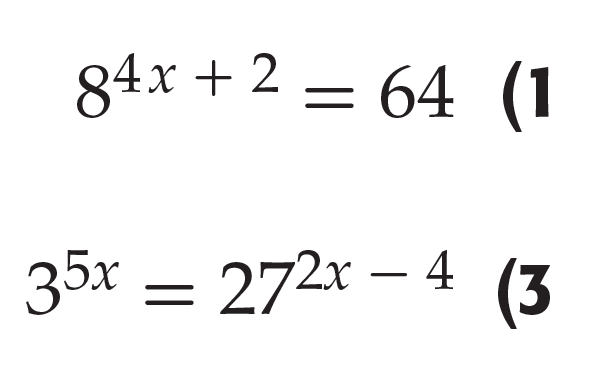 8^{4x + 2} = 64 (1
3^{5x} = 27^{2x − 4} (3